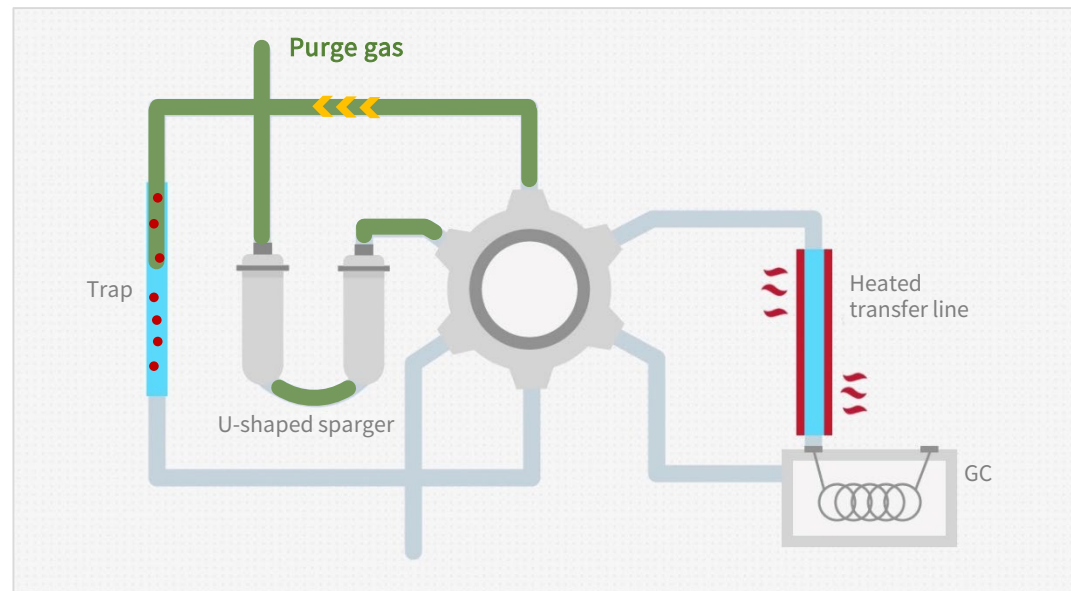 Purge gas
Trap
Heated
transfer line
U-shaped sparger
GC